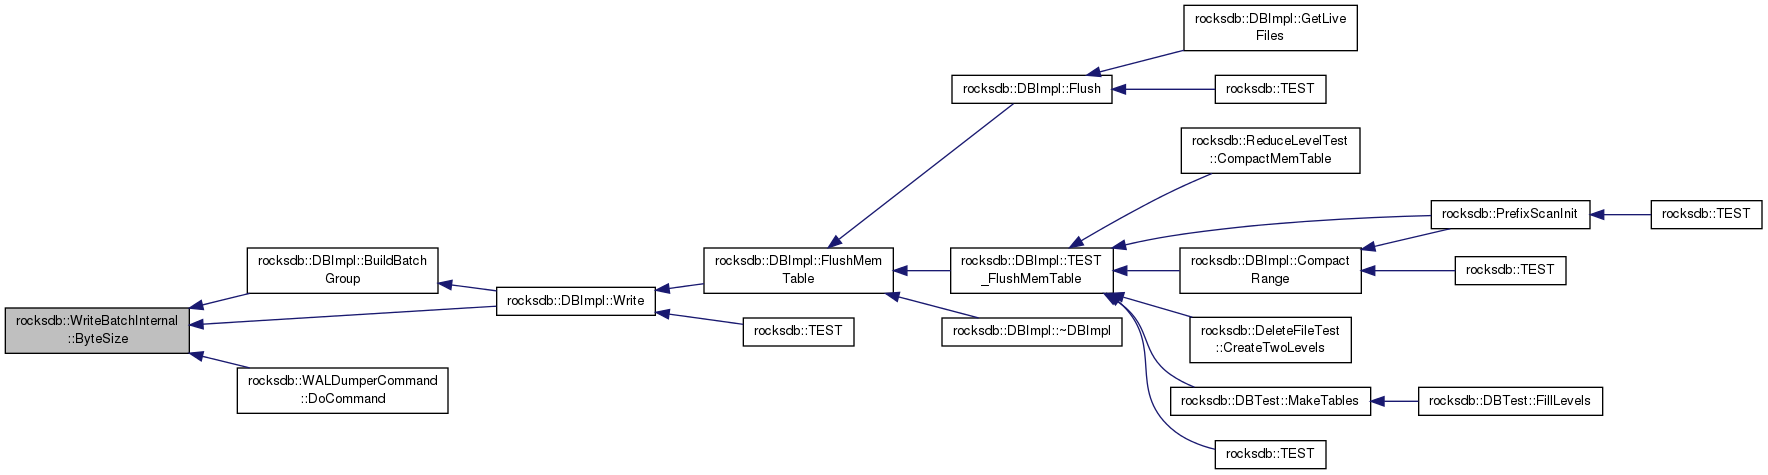 rocksdb::WriteBatchInternal
::ByteSize
rocksdb::DBImpl::BuildBatch
Group
rocksdb::WALDumperCommand
::DoCommand
rocksdb::DBImpl::Write
rocksdb::DBImpl::FlushMem
Table
rocksdb::TEST
rocksdb::DBImpl::Flush
rocksdb::DBImpl::TEST
_FlushMemTable
rocksdb::DBImpl::~DBImpl
rocksdb::DBImpl::GetLive
Files
rocksdb::TEST
rocksdb::ReduceLevelTest
::CompactMemTable
rocksdb::DBImpl::Compact
Range
rocksdb::DeleteFileTest
::CreateTwoLevels
rocksdb::DBTest::MakeTables
rocksdb::TEST
rocksdb::PrefixScanInit
rocksdb::TEST
rocksdb::DBTest::FillLevels
rocksdb::TEST